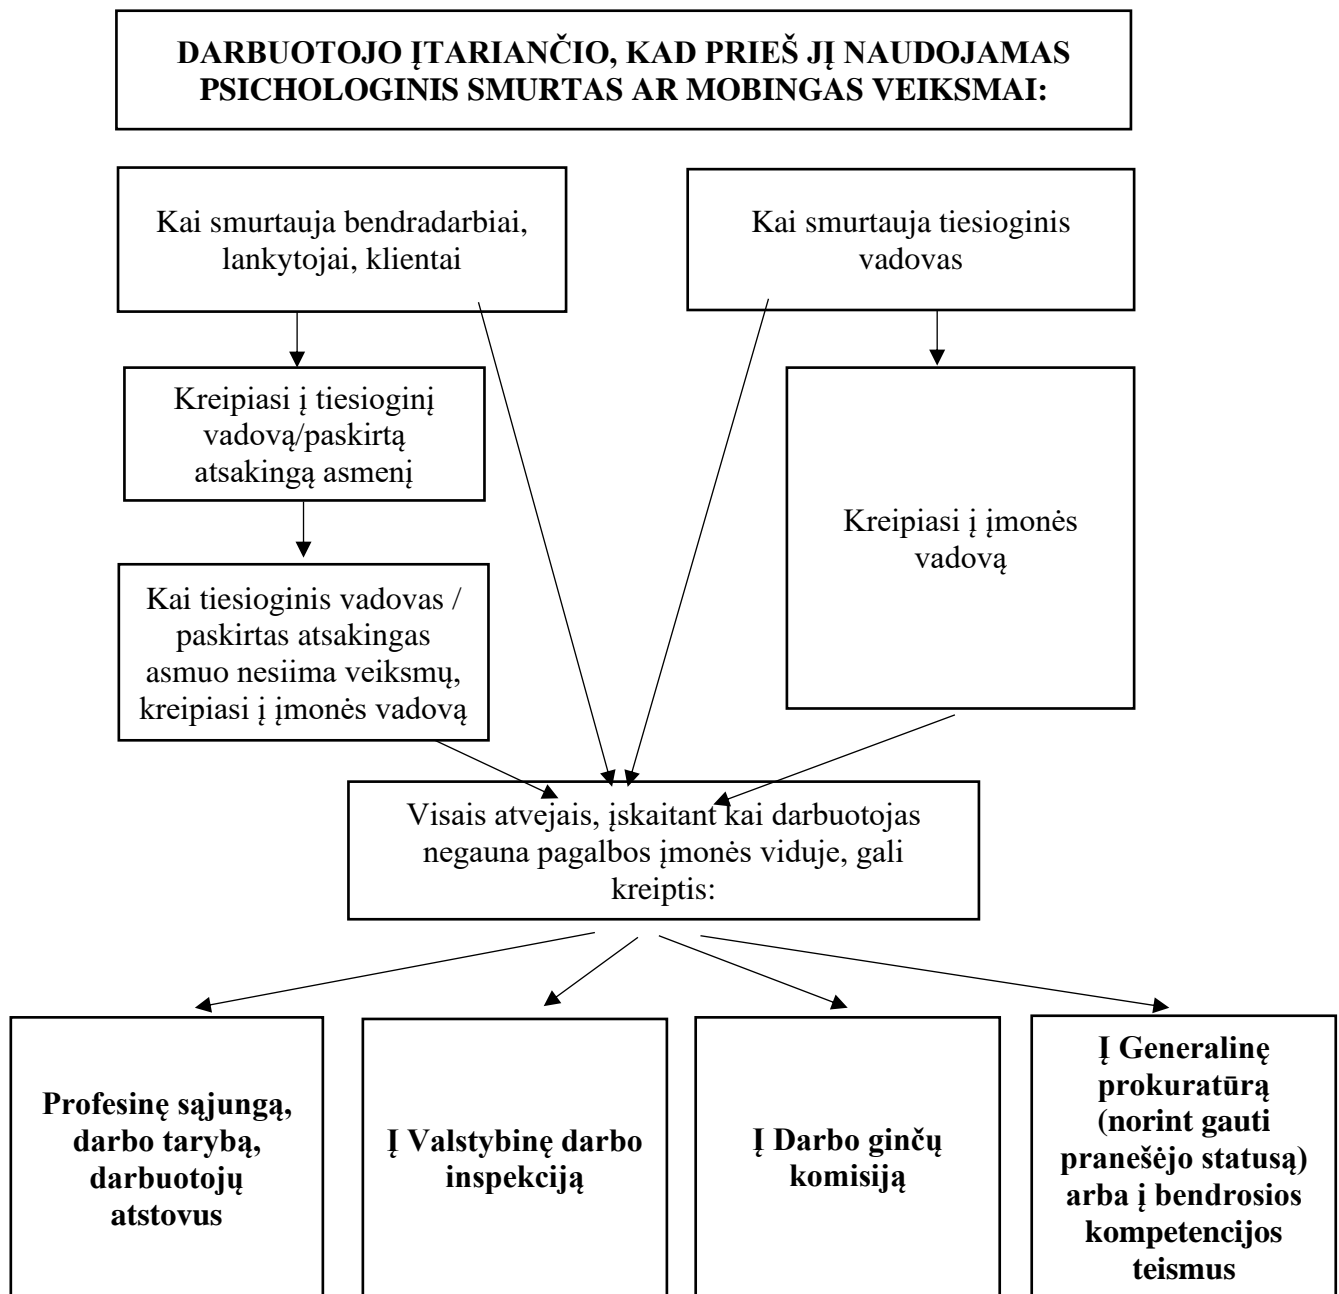 DARBUOTOJO ĮTARIANČIO, KAD PRIEŠ JĮ NAUDOJAMAS
PSICHOLOGINIS SMURTAS AR MOBINGAS VEIKSMAI:
Kai smurtauja bendradarbiai,
lankytojai, klientai
Kai smurtauja tiesioginis
vadovas
Kreipiasi į tiesioginį
vadovą/paskirtą
atsakingą asmenį
Kreipiasi į įmonės
vadovą
Kai tiesioginis vadovas /
paskirtas atsakingas
asmuo nesiima veiksmų,
kreipiasi į įmonės vadovą
Visais atvejais, įskaitant kai darbuotojas
negauna pagalbos įmonės viduje, gali
kreiptis:
Profesinę sąjungą,
darbo tarybą,
darbuotojų
atstovus
Į Valstybinę darbo
inspekciją
Į Darbo ginčų
komisiją
Į Generalinę
prokuratūrą
(norint gauti
pranešėjo statusą)
arba į bendrosios
kompetencijos
teismus